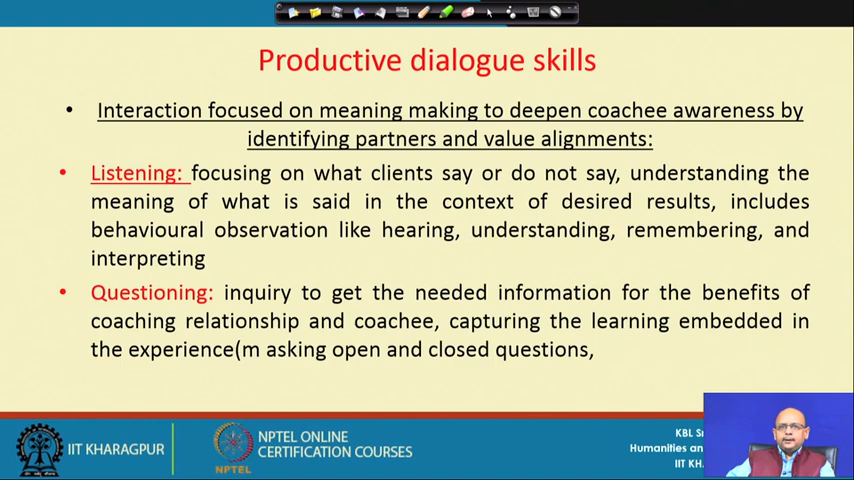 Productive dialogue skills
• Interaction focused on meaning making to deepen coachee awareness by
identifying partners and value alignments:
• Listening: focusing on what clients say or do not say, understanding the
meaning of what is said in the context of desired results, includes
behavioural observation like hearing, understanding, remembering, and
interpreting
• Questioning: inquiry to get the needed information for the benefits of
coaching relationship and coachee, capturing the learning embedded in
the experience(m asking open and closed questions,
IIT KHARAGPUR
NPTEL
NPTEL ONLINE
CERTIFICATION COURSES
KBL
Humanities
IIT